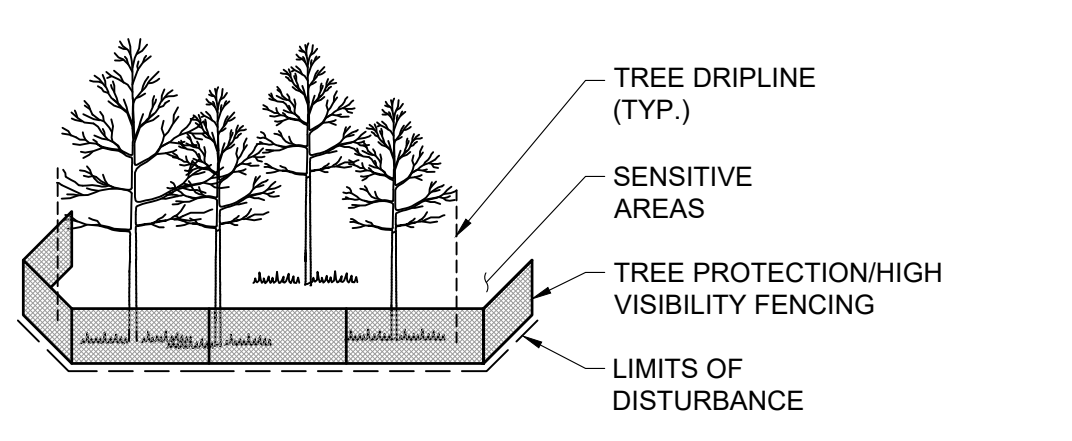 TREE DRIPLINE
(TYP.)
SENSITIVE
AREAS
TREE PROTECTION/HIGH
VISIBILITY FENCING
LIMITS OF
DISTURBANCE